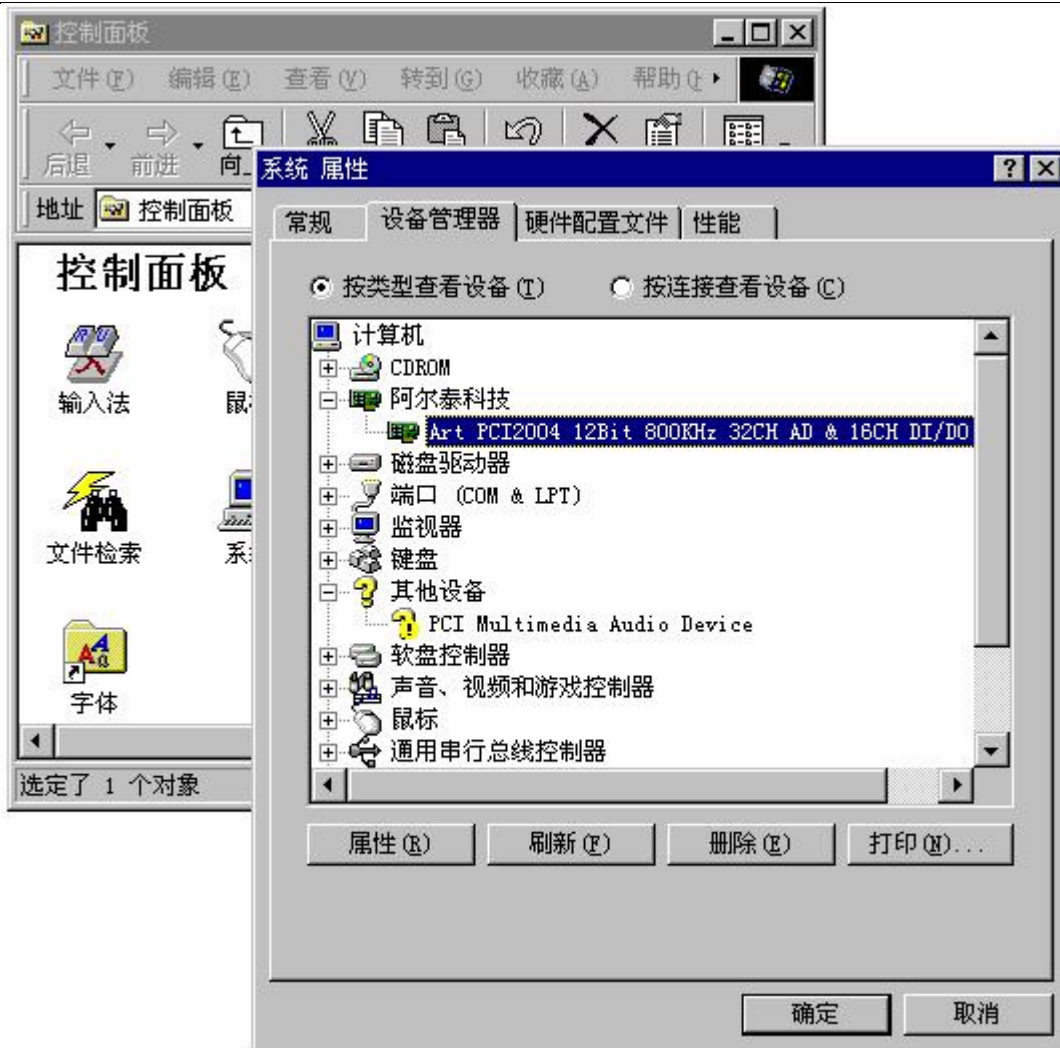 控制面板
文件(F) 编辑(E) 查看(V) 转到(G) 收藏(A) 帮助(
后退 前进 向
地址 控制面板
控制面板
输入法
文件检索
字体
选定了 1 个对象
系统 属性
常规 设备管理器 硬件配置文件 性能
按类型查看设备(T) 按连接查看设备(C)
计算机
CDROM
阿尔泰科技
Art PCI2004 12Bit 800KHz 32CH AD & 16CH DI/DO
磁盘驱动器
端口 (COM & LPT)
监视器
键盘
其他设备
PCI Multimedia Audio Device
软盘控制器
声音、视频和游戏控制器
鼠标
通用串行总线控制器
属性(R) 刷新(F) 删除(E) 打印(N)...
确定 取消